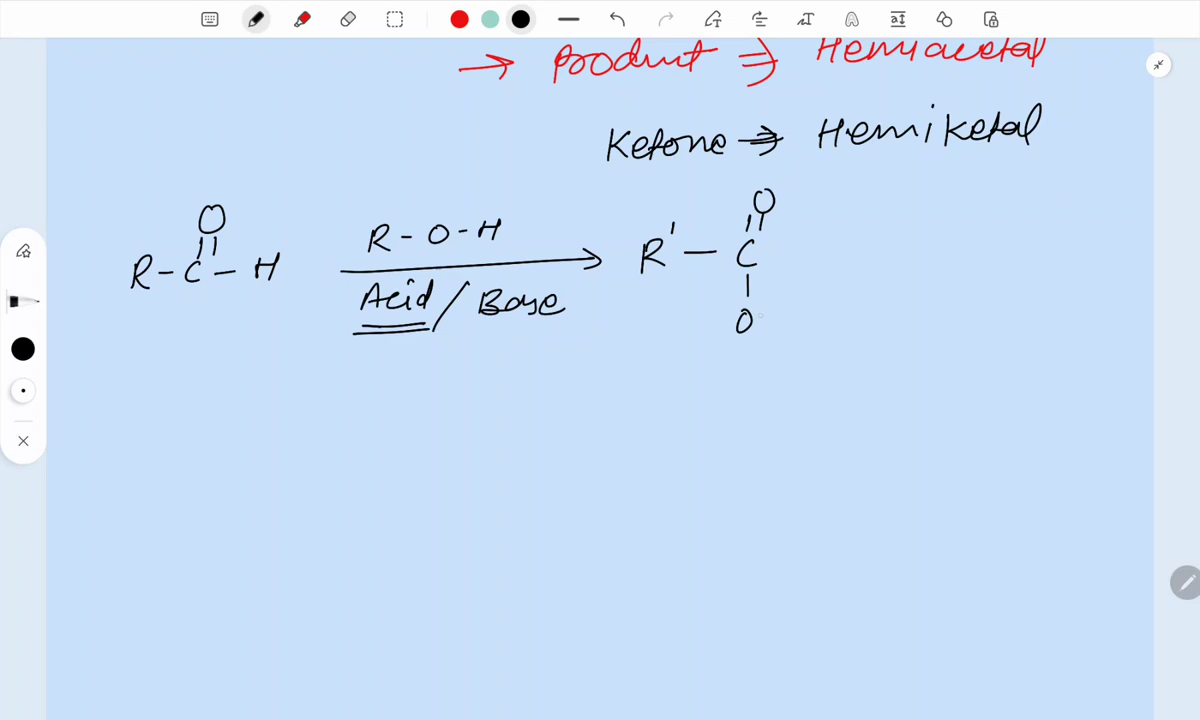 → Product ⇒ Hemiacetal
Ketone ⇒ Hemiketal
O
R - C - H
R - O - H
Acid / Base
O
R' - C
O